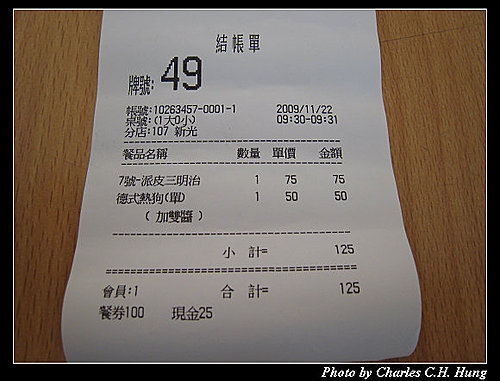 結帳單
牌號: 49
帳號:10263457-0001-1 2009/11/22
桌號:(1大0小) 09:30-09:31
分店:107 新光
餐品名稱 數量 單價 金額
7號-派皮三明治 1 75 75
德式熱狗(單) 1 50 50
( 加雙醬 )
小 計= 125
會員:1 合 計= 125
餐券100 現金25
Photo by Charles C.H. Hung